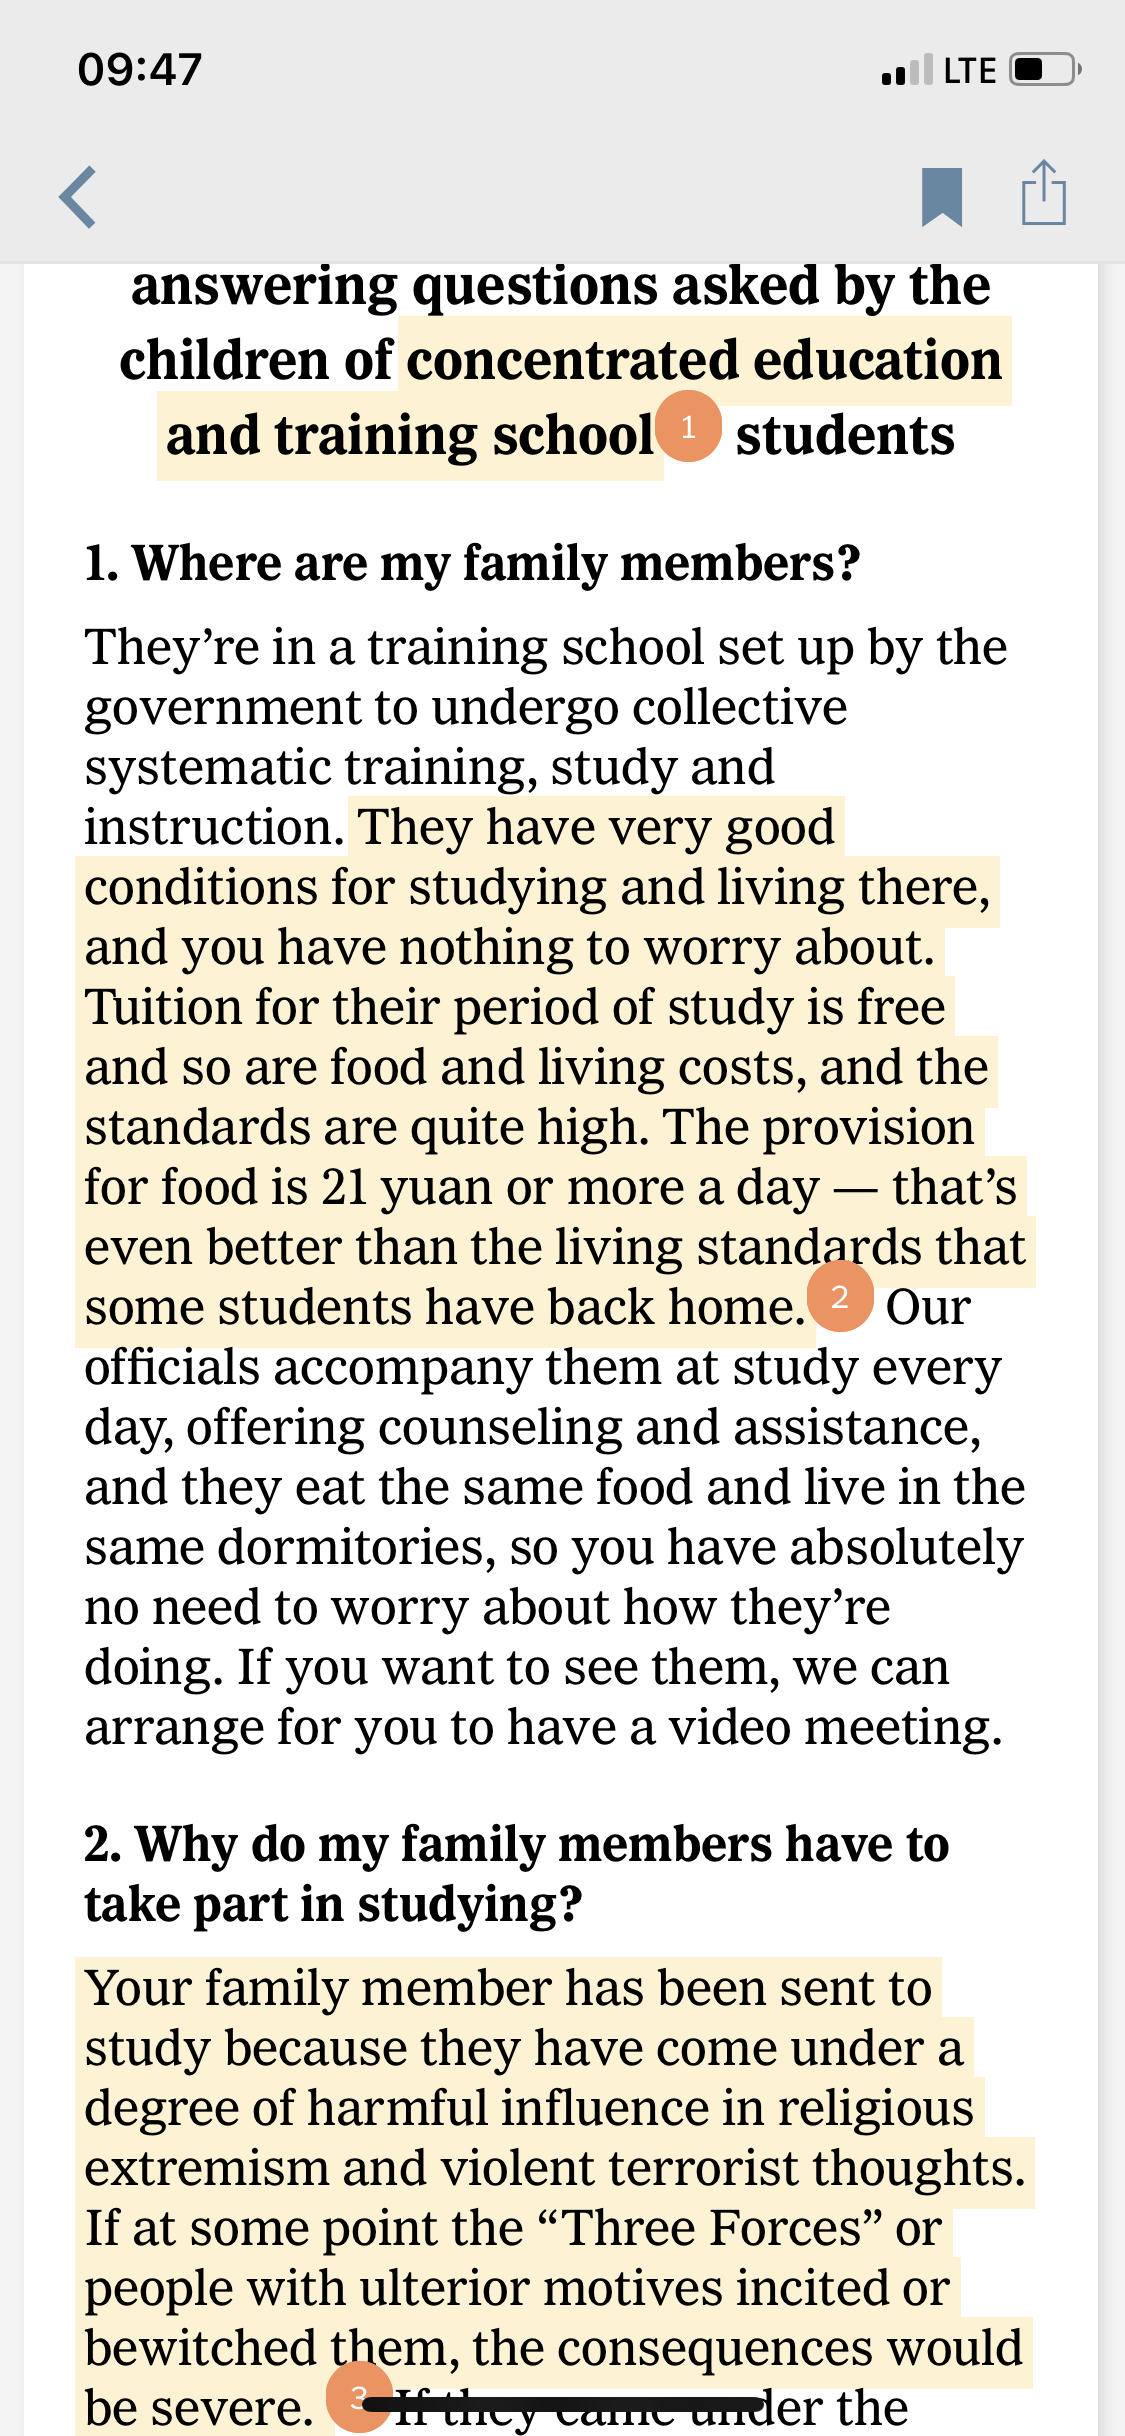 09:47
LTE
answering questions asked by the
children of concentrated education
and training school 1 students
1. Where are my family members?
They’re in a training school set up by the
government to undergo collective
systematic training, study and
instruction. They have very good
conditions for studying and living there,
and you have nothing to worry about.
Tuition for their period of study is free
and so are food and living costs, and the
standards are quite high. The provision
for food is 21 yuan or more a day — that’s
even better than the living standards that
some students have back home. 2 Our
officials accompany them at study every
day, offering counseling and assistance,
and they eat the same food and live in the
same dormitories, so you have absolutely
no need to worry about how they’re
doing. If you want to see them, we can
arrange for you to have a video meeting.
2. Why do my family members have to
take part in studying?
Your family member has been sent to
study because they have come under a
degree of harmful influence in religious
extremism and violent terrorist thoughts.
If at some point the “Three Forces” or
people with ulterior motives incited or
bewitched them, the consequences would
be severe. 3 If they came under the